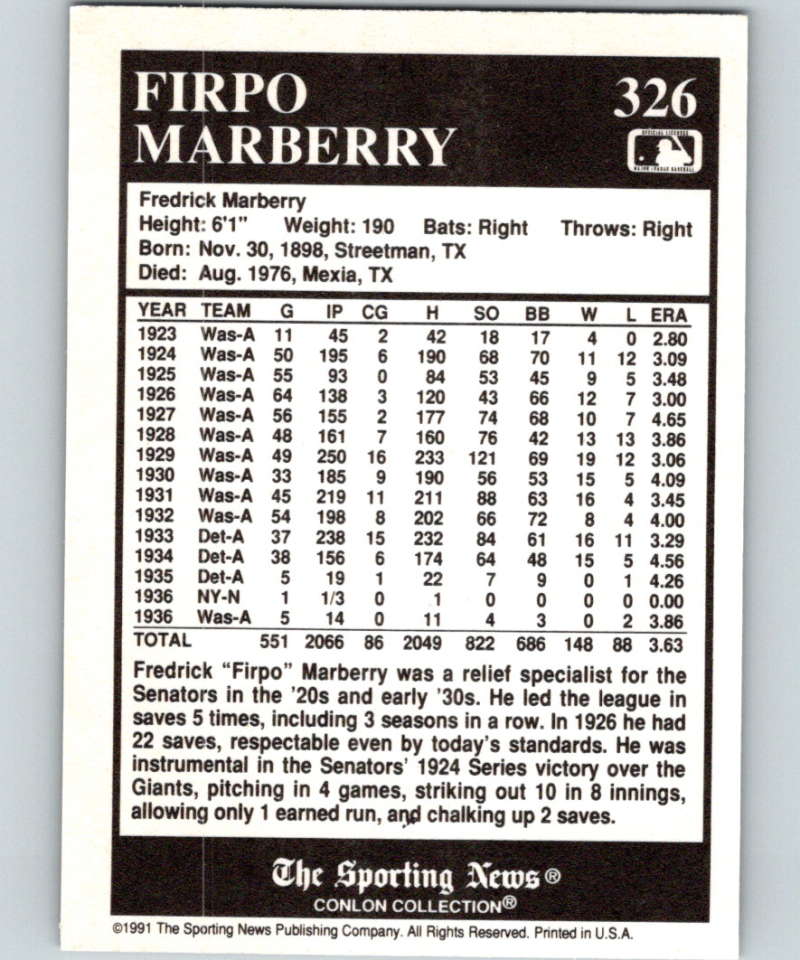 FIRPO
MARBERRY
326
OFFICIAL LICENSEE
MAJOR LEAGUE BASEBALL
Fredrick Marberry
Height: 6'1" Weight: 190 Bats: Right Throws: Right
Born: Nov. 30, 1898, Streetman, TX
Died: Aug. 1976, Mexia, TX
YEAR TEAM G IP CG H SO BB W L ERA
1923 Was-A 11 45 2 42 18 17 4 0 2.80
1924 Was-A 50 195 6 190 68 70 11 12 3.09
1925 Was-A 55 93 0 84 53 45 9 5 3.48
1926 Was-A 64 138 3 120 43 66 12 7 3.00
1927 Was-A 56 155 2 177 74 68 10 7 4.65
1928 Was-A 48 161 7 160 76 42 13 13 3.86
1929 Was-A 49 250 16 233 121 69 19 12 3.06
1930 Was-A 33 185 9 190 56 53 15 5 4.09
1931 Was-A 45 219 11 211 88 63 16 4 3.45
1932 Was-A 54 198 8 202 66 72 8 4 4.00
1933 Det-A 37 238 15 232 84 61 16 11 3.29
1934 Det-A 38 156 6 174 64 48 15 5 4.56
1935 Det-A 5 19 1 22 7 9 0 1 4.26
1936 NY-N 1 1/3 0 1 0 0 0 0 0.00
1936 Was-A 5 14 0 11 4 3 0 2 3.86
TOTAL 551 2066 86 2049 822 686 148 88 3.63
Fredrick "Firpo" Marberry was a relief specialist for the
Senators in the '20s and early '30s. He led the league in
saves 5 times, including 3 seasons in a row. In 1926 he had
22 saves, respectable even by today's standards. He was
instrumental in the Senators' 1924 Series victory over the
Giants, pitching in 4 games, striking out 10 in 8 innings,
allowing only 1 earned run, and chalking up 2 saves.
The Sporting News®
CONLON COLLECTION®
©1991 The Sporting News Publishing Company. All Rights Reserved. Printed in U.S.A.